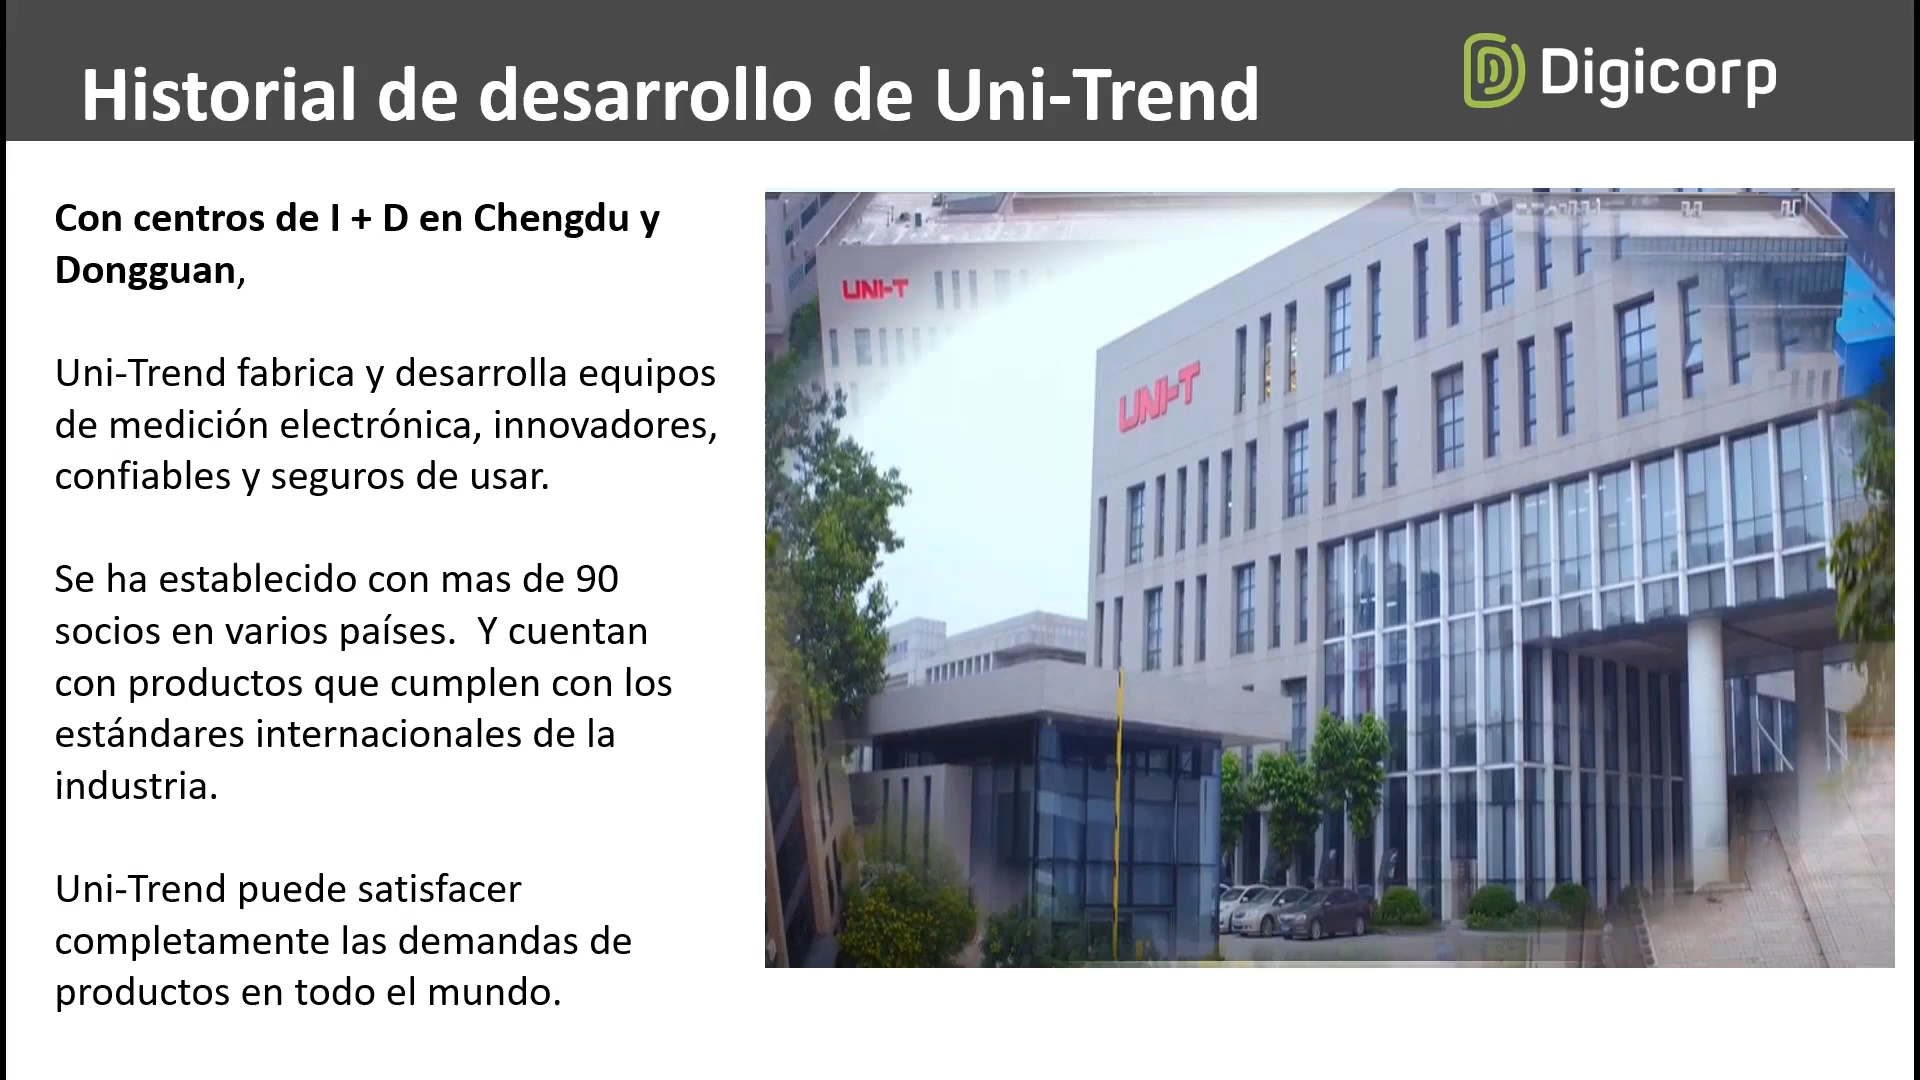 Historial de desarrollo de Uni-Trend
Digicorp
Con centros de I + D en Chengdu y
Dongguan,
Uni-Trend fabrica y desarrolla equipos
de medición electrónica, innovadores,
confiables y seguros de usar.
Se ha establecido con mas de 90
socios en varios países.  Y cuentan
con productos que cumplen con los
estándares internacionales de la
industria.
Uni-Trend puede satisfacer
completamente las demandas de
productos en todo el mundo.
UNI-T
UNI-T